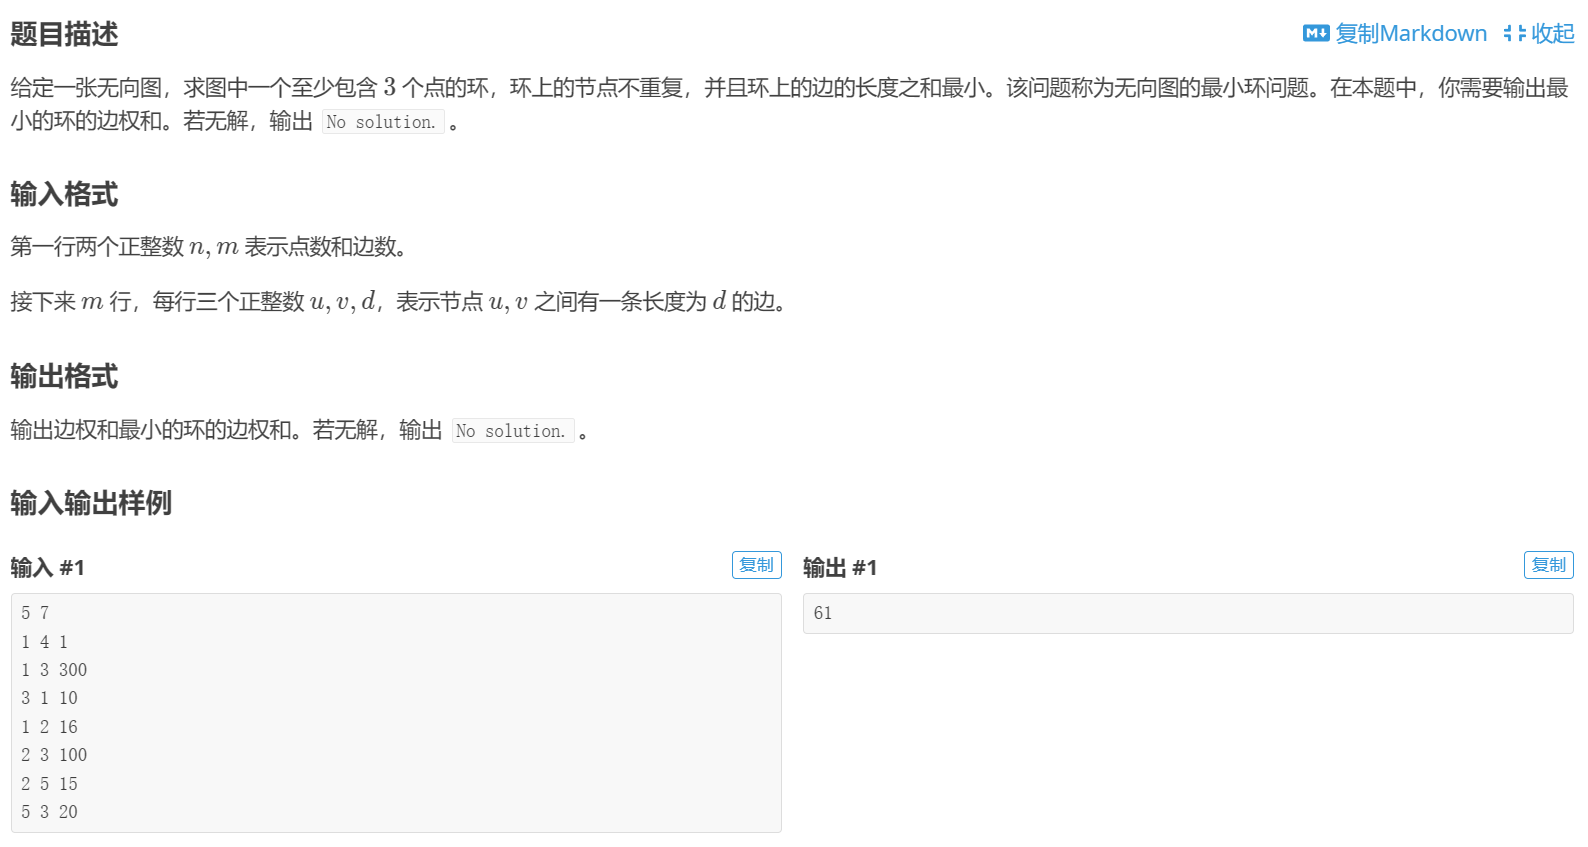 题目描述
复制Markdown 收起
给定一张无向图，求图中一个至少包含 3 个点的环，环上的节点不重复，并且环上的边的长度之和最小。该问题称为无向图的最小环问题。在本题中，你需要输出最
小的环的边权和。若无解，输出 No solution. 。
输入格式
第一行两个正整数 n, m 表示点数和边数。
接下来 m 行，每行三个正整数 u, v, d，表示节点 u, v 之间有一条长度为 d 的边。
输出格式
输出边权和最小的环的边权和。若无解，输出 No solution. 。
输入输出样例
输入 #1
复制
5 7
1 4 1
1 3 300
3 1 10
1 2 16
2 3 100
2 5 15
5 3 20
输出 #1
复制
61